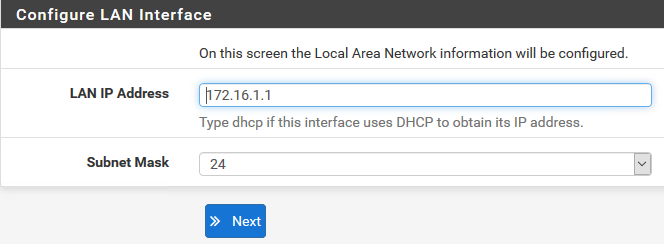 Configure LAN Interface
On this screen the Local Area Network information will be configured.
LAN IP Address
172.16.1.1
Type dhcp if this interface uses DHCP to obtain its IP address.
Subnet Mask
24
Next